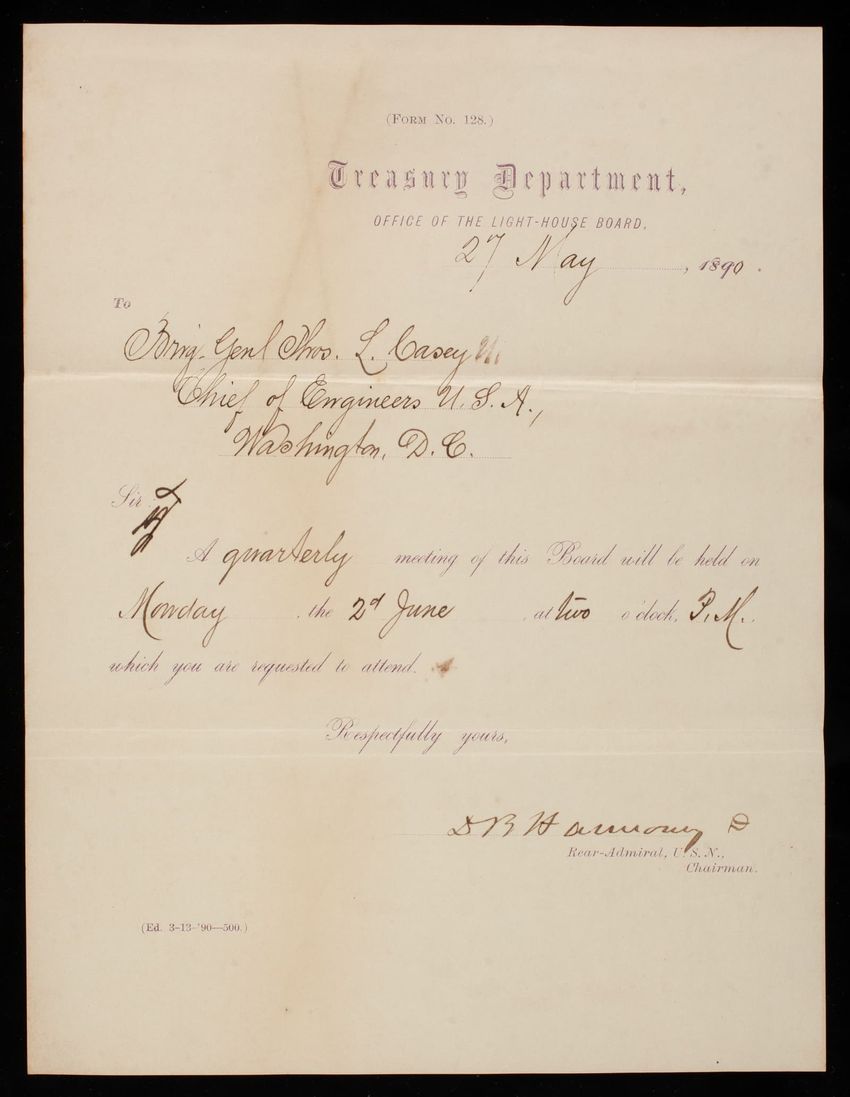 (FORM NO. 128.)
Treasury Department,
OFFICE OF THE LIGHT-HOUSE BOARD,
27 May, 1890.
To
Brig. Genl Thos. L. Casey
Chief of Engineers U.S.A.,
Washington, D.C.
Sir:
A quarterly meeting of this Board will be held on
Monday, the 2d June, at two o'clock, P.M.,
which you are requested to attend.
Respectfully yours,
D B Harmony
Rear-Admiral, U.S.N.,
Chairman.
(Ed. 3-13-'90—500.)